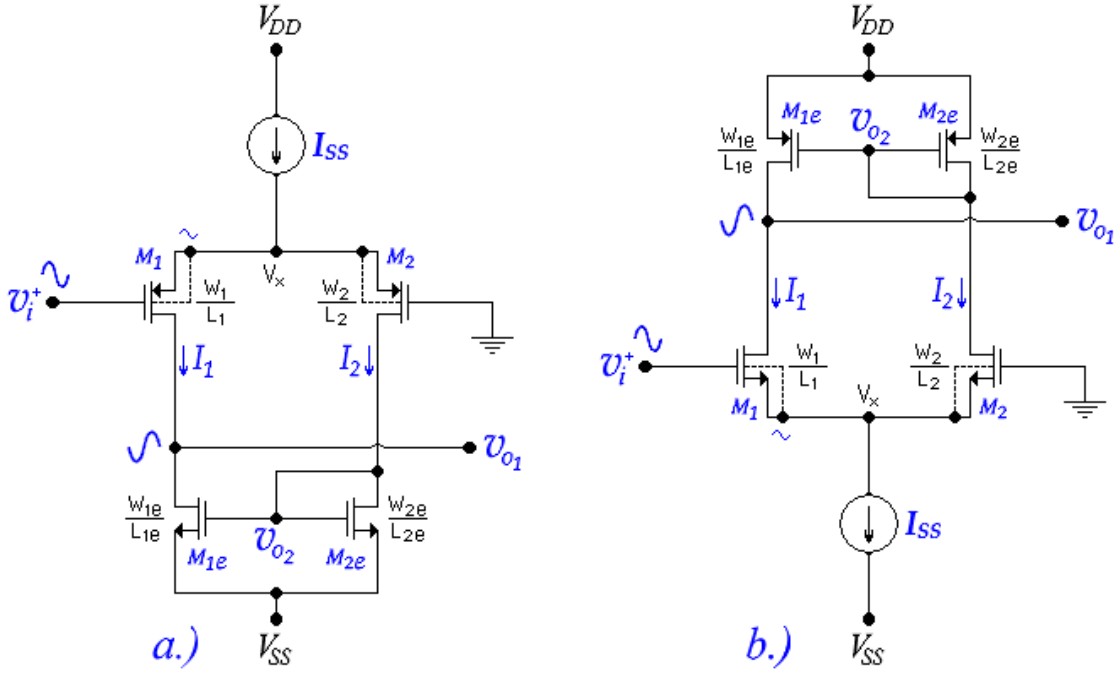 V_DD
I_SS
~
M_1
V_x
M_2
v_i^+
W_1/L_1
W_2/L_2
I_1
I_2
v_o1
W_1e/L_1e
W_2e/L_2e
v_o2
M_1e
M_2e
V_SS
a.)
V_DD
M_1e
v_o2
M_2e
W_1e/L_1e
W_2e/L_2e
v_o1
I_1
I_2
v_i^+
W_1/L_1
W_2/L_2
M_1
V_x
M_2
~
I_SS
V_SS
b.)